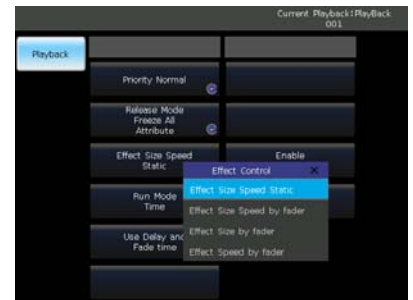 Current Playback:PlayBack
001
Playback
Priority Normal
Release Mode
Freeze All
Attribute
Effect Size Speed
Static
Enable
Effect Control X
Effect Size Speed Static
Effect Size Speed by fader
Effect Size by fader
Effect Speed by fader
Run Mode
Time
Use Delay and
Fade time